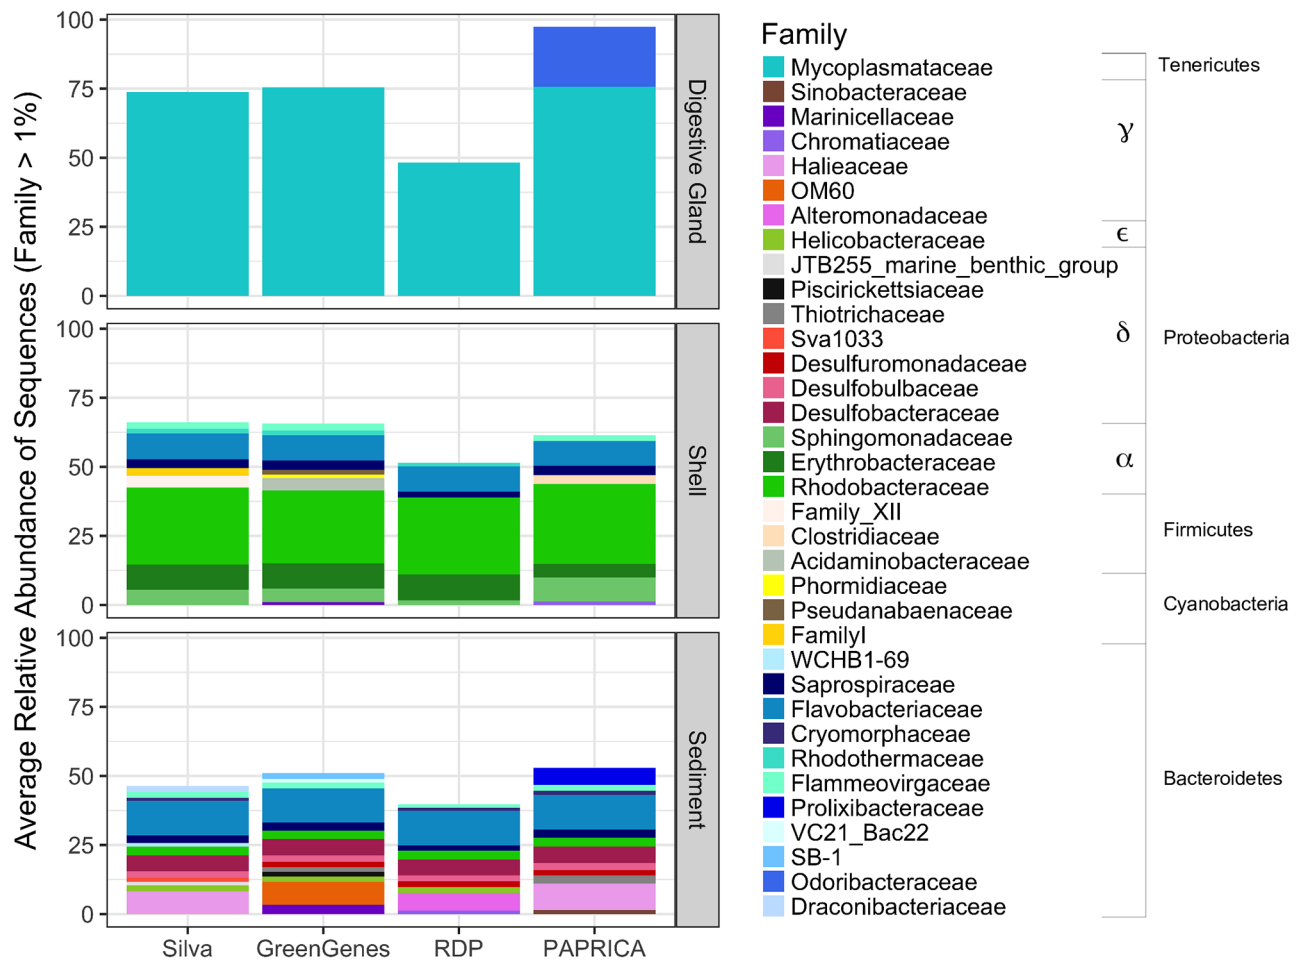 Average Relative Abundance of Sequences (Family > 1%)
100
75
50
25
0
Digestive Gland
100
75
50
25
0
Shell
100
75
50
25
0
Sediment
Silva GreenGenes RDP PAPRICA
Family
Mycoplasmataceae
Sinobacteraceae
Marinicellaceae
Chromatiaceae
Halieaceae
OM60
Alteromonadaceae
Helicobacteraceae
JTB255_marine_benthic_group
Piscirickettsiaceae
Thiotrichaceae
Sva1033
Desulfuromonadaceae
Desulfobulbaceae
Desulfobacteraceae
Sphingomonadaceae
Erythrobacteraceae
Rhodobacteraceae
Family_XII
Clostridiaceae
Acidaminobacteraceae
Phormidiaceae
Pseudanabaenaceae
FamilyI
WCHB1-69
Saprospiraceae
Flavobacteriaceae
Cryomorphaceae
Rhodothermaceae
Flammeovirgaceae
Prolixibacteraceae
VC21_Bac22
SB-1
Odoribacteraceae
Draconibacteriaceae
Tenericutes
γ
ϵ
δ
α
Proteobacteria
Firmicutes
Cyanobacteria
Bacteroidetes